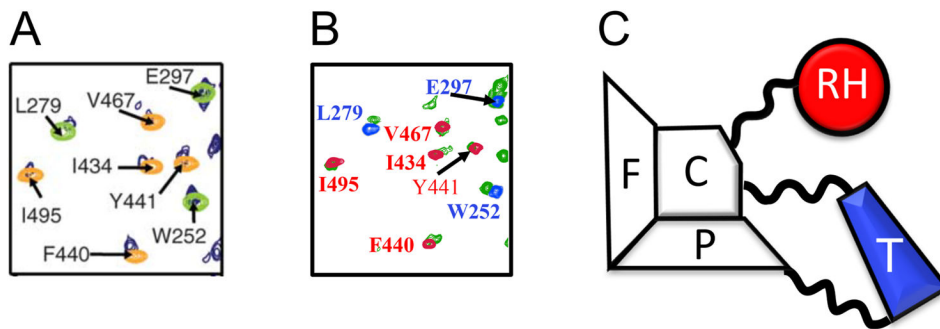 A
E297
V467
L279
I434
Y441
I495
W252
F440
B
E297
L279
V467
I434
I495
Y441
W252
F440
C
RH
F
C
P
T